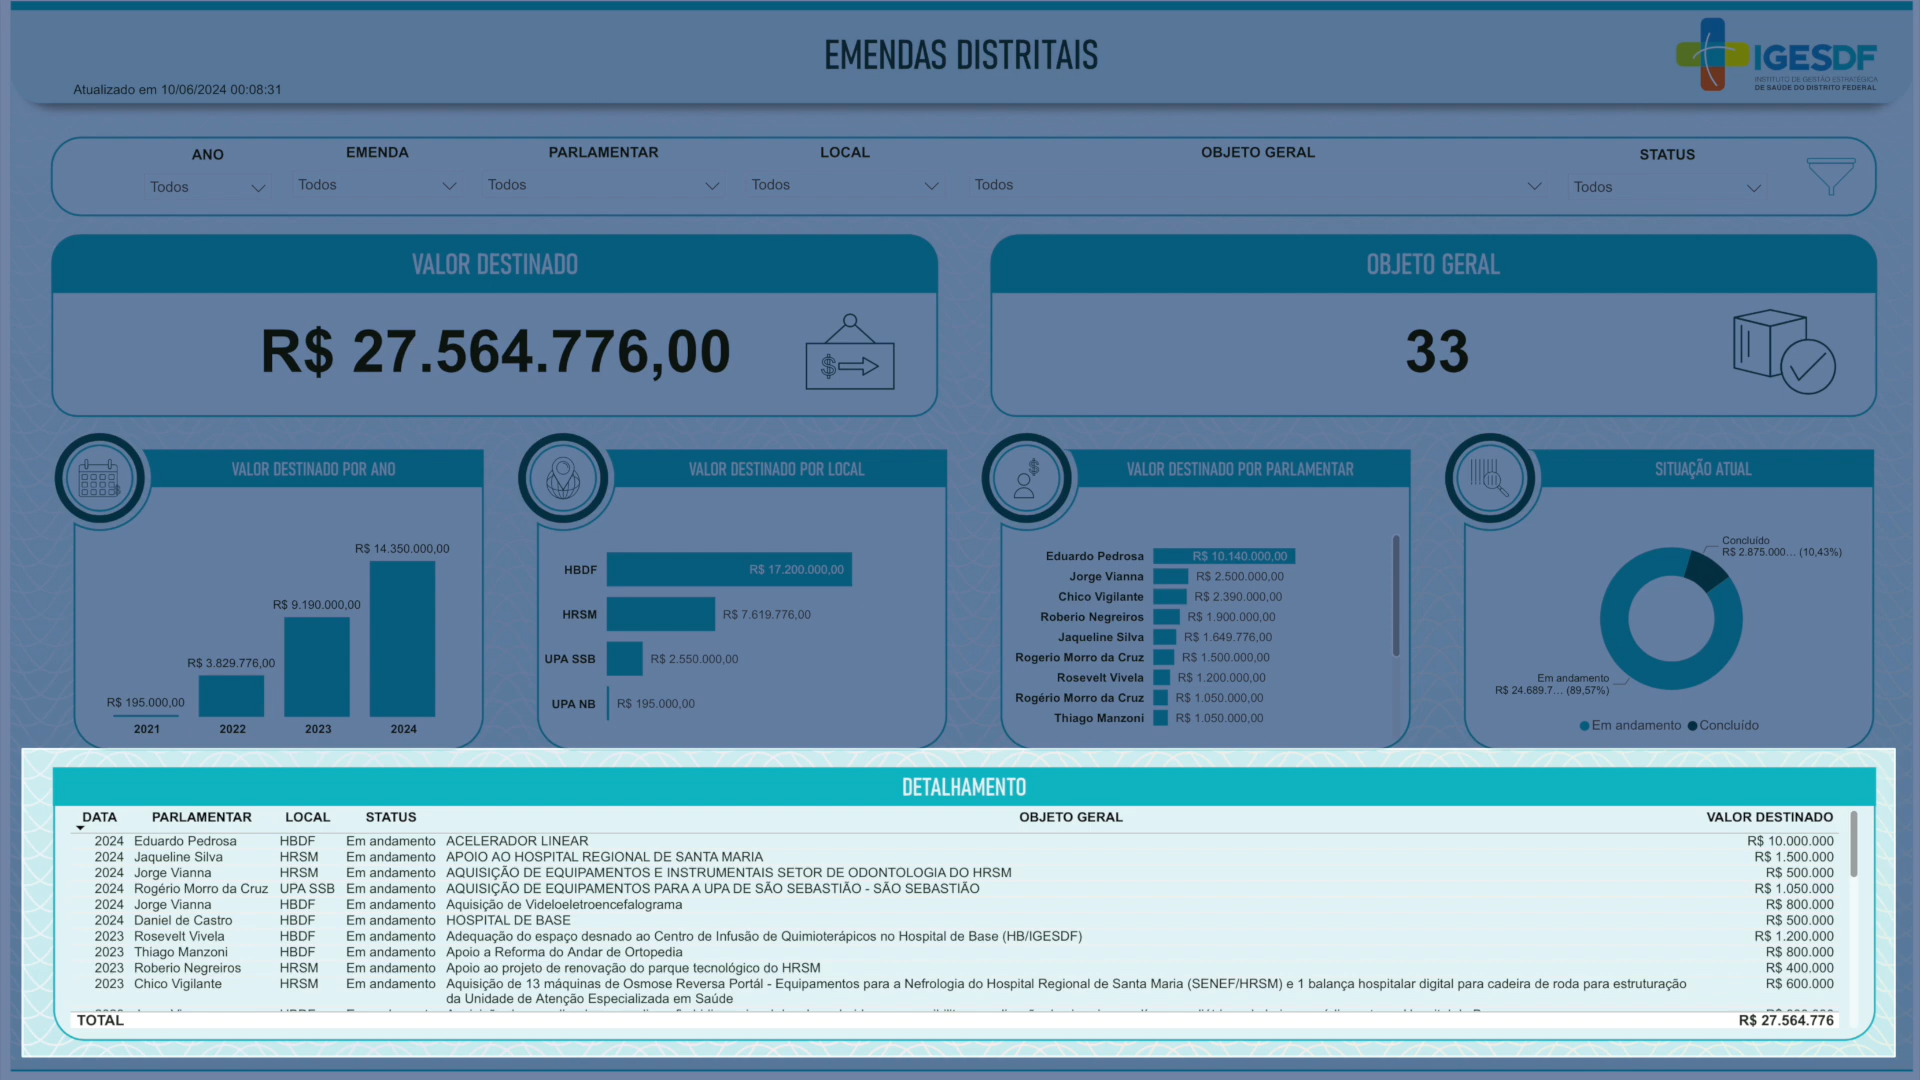 EMENDAS DISTRITAIS
IGESDF
INSTITUTO DE GESTÃO ESTRATÉGICA
DE SAÚDE DO DISTRITO FEDERAL
Atualizado em 10/06/2024 00:08:31
ANO EMENDA PARLAMENTAR LOCAL OBJETO GERAL STATUS
Todos Todos Todos Todos Todos Todos
VALOR DESTINADO
R$ 27.564.776,00
OBJETO GERAL
33
VALOR DESTINADO POR ANO
R$ 14.350.000,00
R$ 9.190.000,00
R$ 3.829.776,00
R$ 195.000,00
2021 2022 2023 2024
VALOR DESTINADO POR LOCAL
HBDF R$ 17.200.000,00
HRSM R$ 7.619.776,00
UPA SSB R$ 2.550.000,00
UPA NB R$ 195.000,00
VALOR DESTINADO POR PARLAMENTAR
Eduardo Pedrosa R$ 10.140.000,00
Jorge Vianna R$ 2.500.000,00
Chico Vigilante R$ 2.390.000,00
Roberio Negreiros R$ 1.900.000,00
Jaqueline Silva R$ 1.649.776,00
Rogerio Morro da Cruz R$ 1.500.000,00
Rosevelt Vivela R$ 1.200.000,00
Rogério Morro da Cruz R$ 1.050.000,00
Thiago Manzoni R$ 1.050.000,00
SITUAÇÃO ATUAL
Concluído
R$ 2.875.000… (10,43%)
Em andamento
R$ 24.689.7… (89,57%)
Em andamento Concluído
DETALHAMENTO
DATA PARLAMENTAR LOCAL STATUS OBJETO GERAL VALOR DESTINADO
2024 Eduardo Pedrosa HBDF Em andamento ACELERADOR LINEAR R$ 10.000.000
2024 Jaqueline Silva HRSM Em andamento APOIO AO HOSPITAL REGIONAL DE SANTA MARIA R$ 1.500.000
2024 Jorge Vianna HRSM Em andamento AQUISIÇÃO DE EQUIPAMENTOS E INSTRUMENTAIS SETOR DE ODONTOLOGIA DO HRSM R$ 500.000
2024 Rogério Morro da Cruz UPA SSB Em andamento AQUISIÇÃO DE EQUIPAMENTOS PARA A UPA DE SÃO SEBASTIÃO - SÃO SEBASTIÃO R$ 1.050.000
2024 Jorge Vianna HBDF Em andamento Aquisição de Videloeletroencefalograma R$ 800.000
2024 Daniel de Castro HBDF Em andamento HOSPITAL DE BASE R$ 500.000
2023 Rosevelt Vivela HBDF Em andamento Adequação do espaço desnado ao Centro de Infusão de Quimioterápicos no Hospital de Base (HB/IGESDF) R$ 1.200.000
2023 Thiago Manzoni HBDF Em andamento Apoio a Reforma do Andar de Ortopedia R$ 800.000
2023 Roberio Negreiros HRSM Em andamento Apoio ao projeto de renovação do parque tecnológico do HRSM R$ 400.000
2023 Chico Vigilante HRSM Em andamento Aquisição de 13 máquinas de Osmose Reversa Portál - Equipamentos para a Nefrologia do Hospital Regional de Santa Maria (SENEF/HRSM) e 1 balança hospitalar digital para cadeira de roda para estruturação R$ 600.000
da Unidade de Atenção Especializada em Saúde
TOTAL R$ 27.564.776